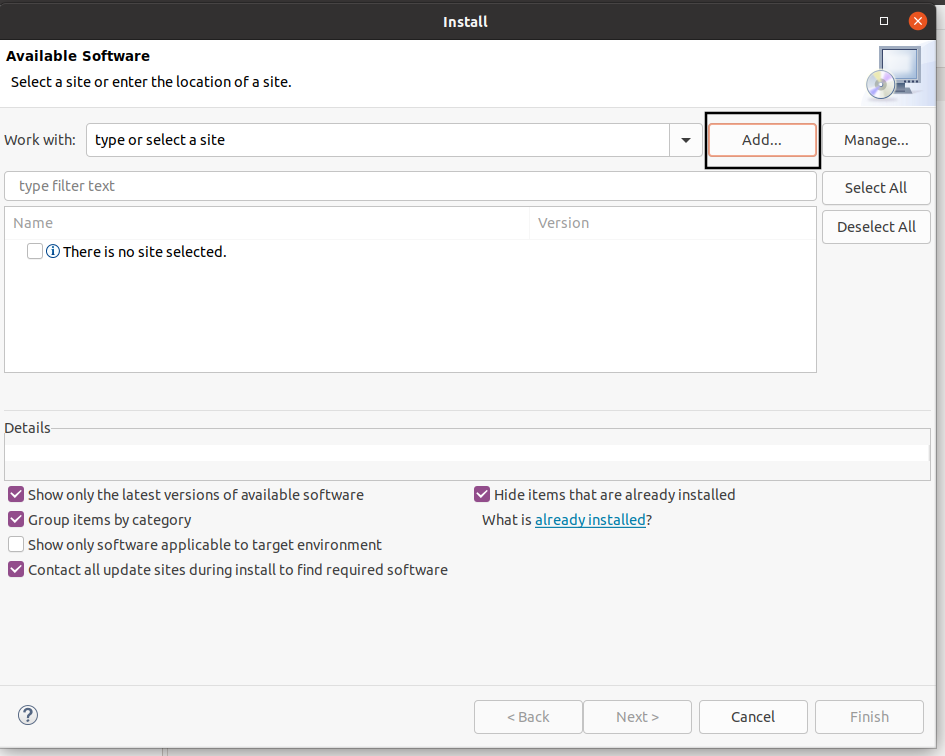 Install
Available Software
Select a site or enter the location of a site.
Work with: type or select a site Add... Manage...
type filter text Select All
Name Version Deselect All
There is no site selected.
Details
Show only the latest versions of available software Hide items that are already installed
Group items by category What is already installed?
Show only software applicable to target environment
Contact all update sites during install to find required software
? < Back Next > Cancel Finish